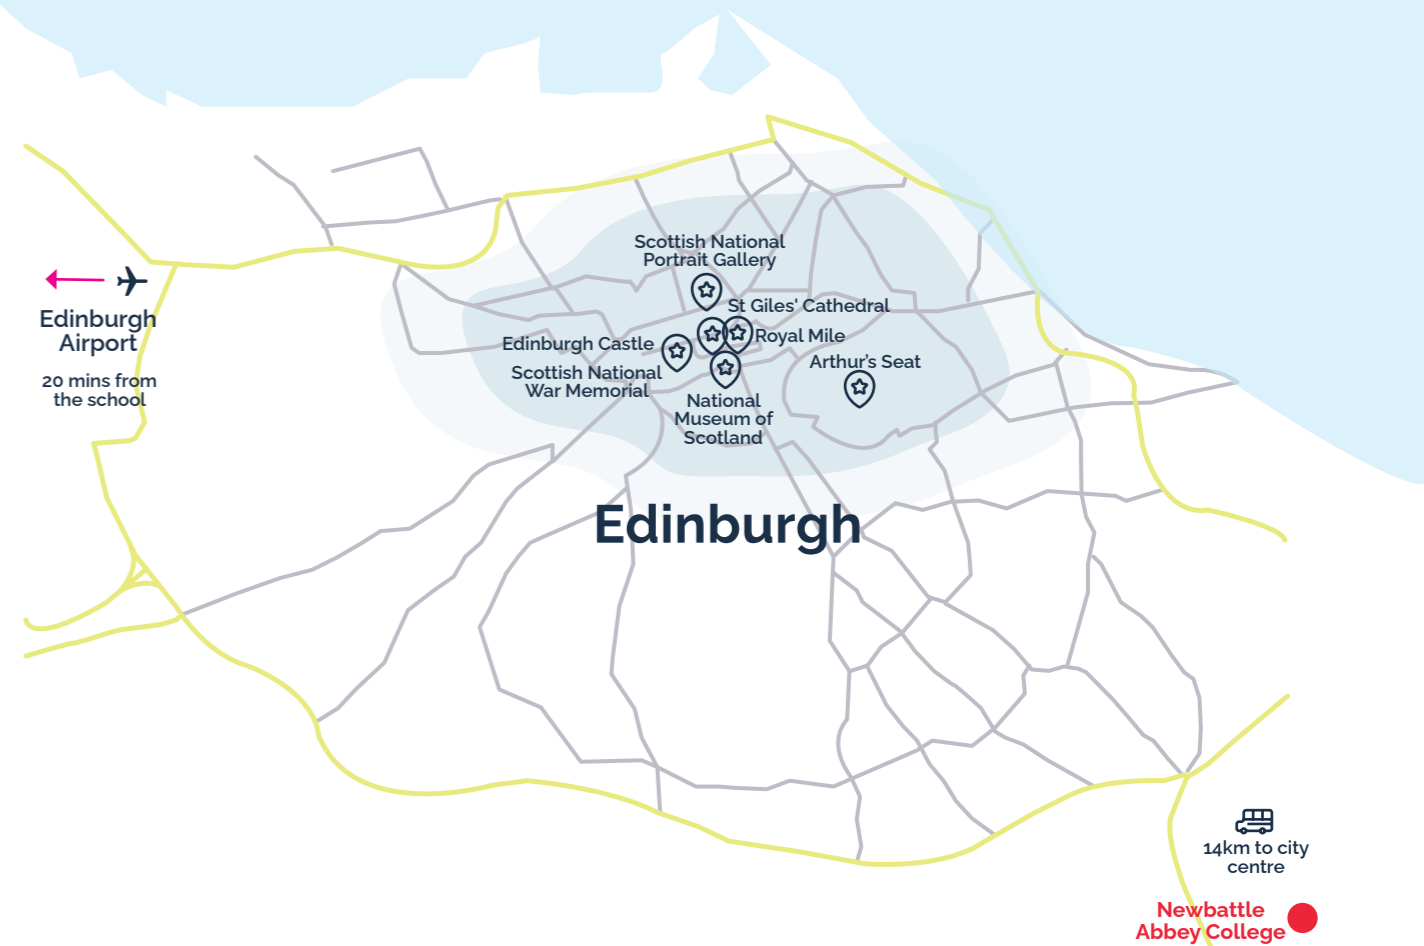 Scottish National
Portrait Gallery
St Giles' Cathedral
Edinburgh Castle
Royal Mile
Arthur's Seat
Scottish National
War Memorial
National
Museum of
Scotland
Edinburgh
Airport
20 mins from
the school
Edinburgh
14km to city
centre
Newbattle
Abbey College